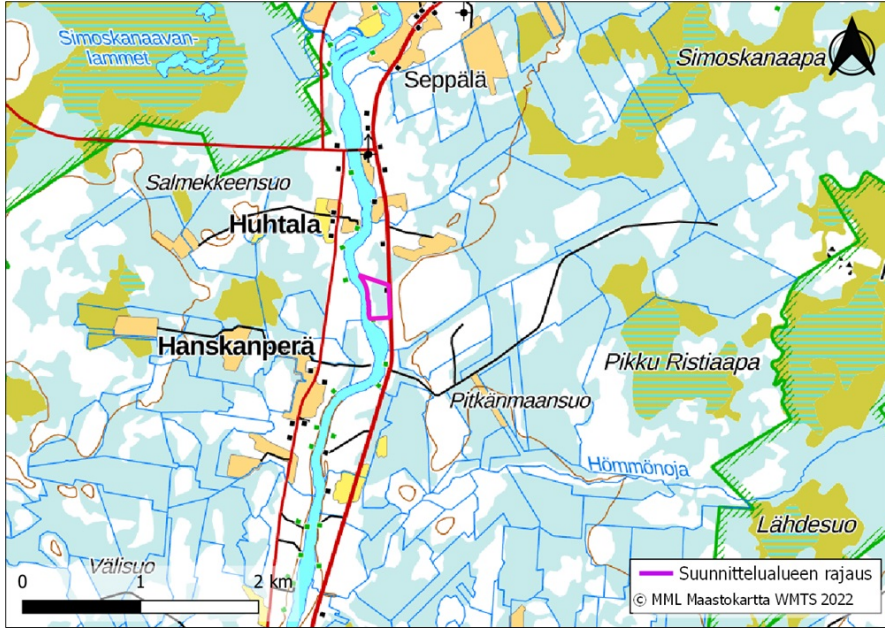 Simoskanaavan-
lammet
Seppälä
Simoskanaapa
Salmekkeensuo
Huhtala
Hanskanperä
Pikku Ristiaapa
Pitkänmaansuo
Hömmönoja
Lähdesuo
Välisuo
0 1 2 km
Suunnittelualueen rajaus
© MML Maastokartta WMTS 2022